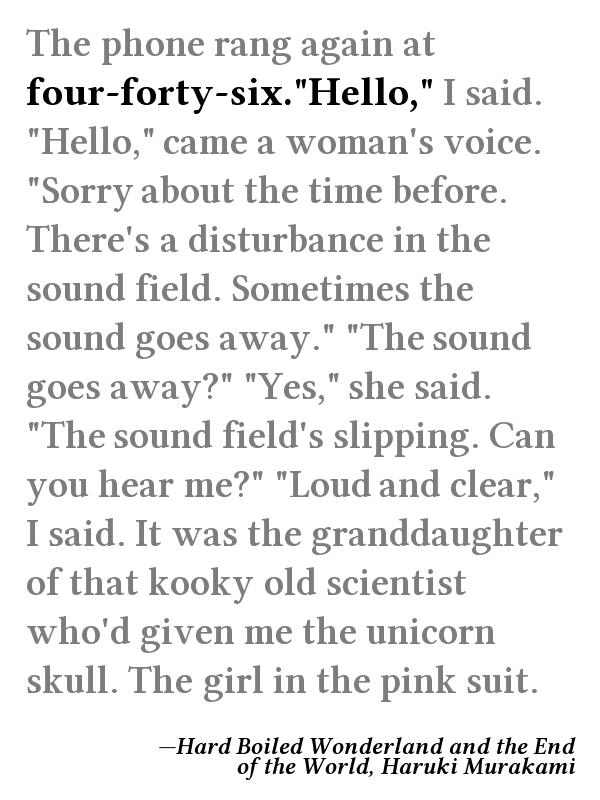 The phone rang again at
four-forty-six."Hello," I said.
"Hello," came a woman's voice.
"Sorry about the time before.
There's a disturbance in the
sound field. Sometimes the
sound goes away." "The sound
goes away?" "Yes," she said.
"The sound field's slipping. Can
you hear me?" "Loud and clear,"
I said. It was the granddaughter
of that kooky old scientist
who'd given me the unicorn
skull. The girl in the pink suit.
—Hard Boiled Wonderland and the End
of the World, Haruki Murakami